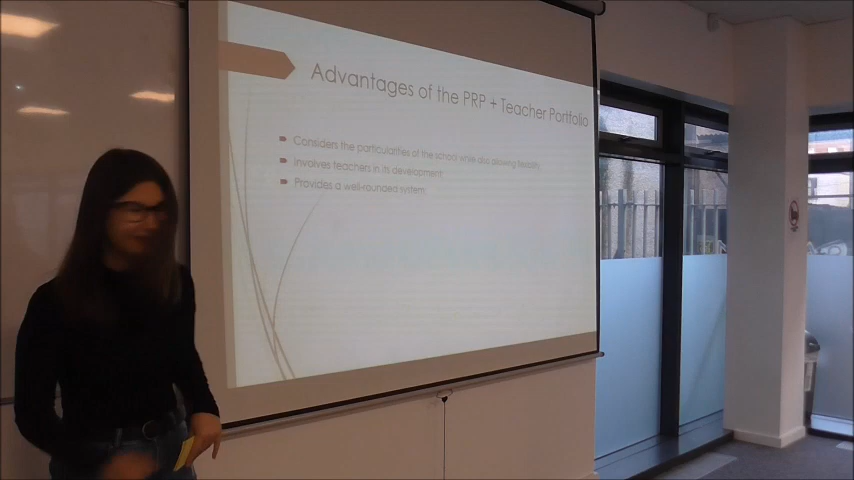 Advantages of the PRP + Teacher Portfolio
Considers the particularities of the school while also allowing flexibility
Involves teachers in its development
Provides a well-rounded system